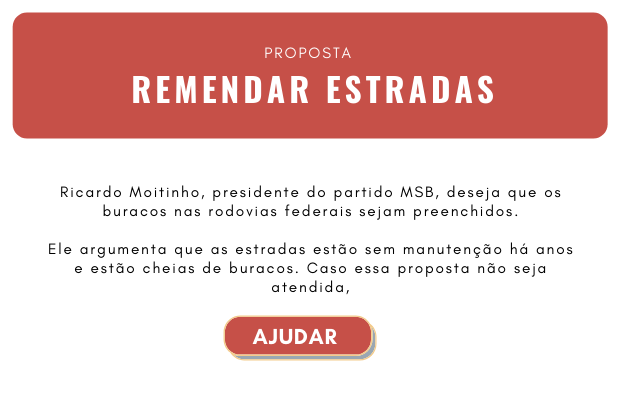 PROPOSTA
REMENDAR ESTRADAS
Ricardo Moitinho, presidente do partido MSB, deseja que os
buracos nas rodovias federais sejam preenchidos.
Ele argumenta que as estradas estão sem manutenção há anos
e estão cheias de buracos. Caso essa proposta não seja
atendida,
AJUDAR